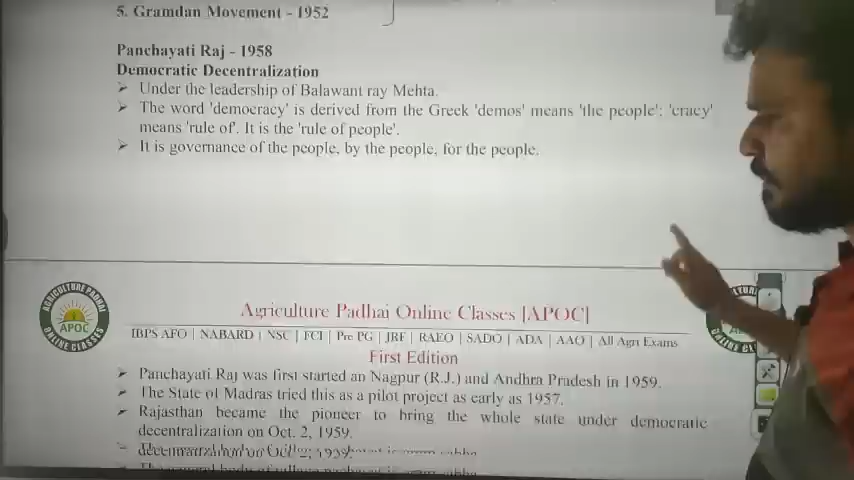 5. Gramdan Movement - 1952
Panchayati Raj - 1958
Democratic Decentralization
➢ Under the leadership of Balawant ray Mehta.
➢ The word 'democracy' is derived from the Greek 'demos' means 'the people'; 'cracy'
means 'rule of'. It is the 'rule of people'.
➢ It is governance of the people, by the people, for the people.
AGRICULTURE PADHAI
APOC
ONLINE CLASSES
Agriculture Padhai Online Classes [APOC]
IBPS AFO | NABARD | NSC | FCI | Pre PG | JRF | RAEO | SADO | ADA | AAO | All Agri Exams
First Edition
➢ Panchayati Raj was first started an Nagpur (R.J.) and Andhra Pradesh in 1959.
➢ The State of Madras tried this as a pilot project as early as 1957.
➢ Rajasthan became the pioneer to bring the whole state under democratic
decentralization on Oct. 2, 1959.